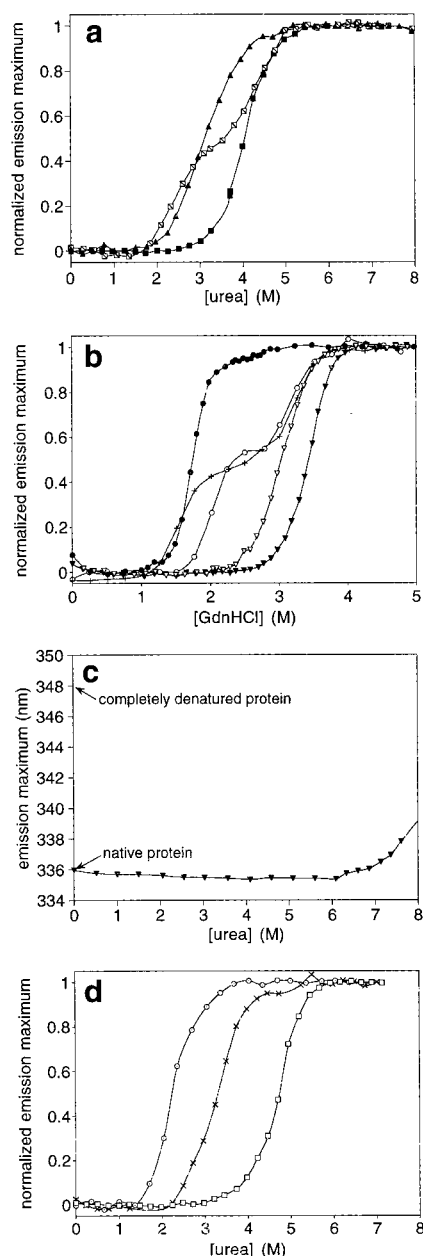 a
normalized emission maximum
1
0.8
0.6
0.4
0.2
0
0 1 2 3 4 5 6 7 8
[urea] (M)
b
normalized emission maximum
1
0.8
0.6
0.4
0.2
0
0 1 2 3 4 5
[GdnHCl] (M)
c
emission maximum (nm)
350
348
346
344
342
340
338
336
334
completely denatured protein
native protein
0 1 2 3 4 5 6 7 8
[urea] (M)
d
normalized emission maximum
1
0.8
0.6
0.4
0.2
0
0 1 2 3 4 5 6 7 8
[urea] (M)